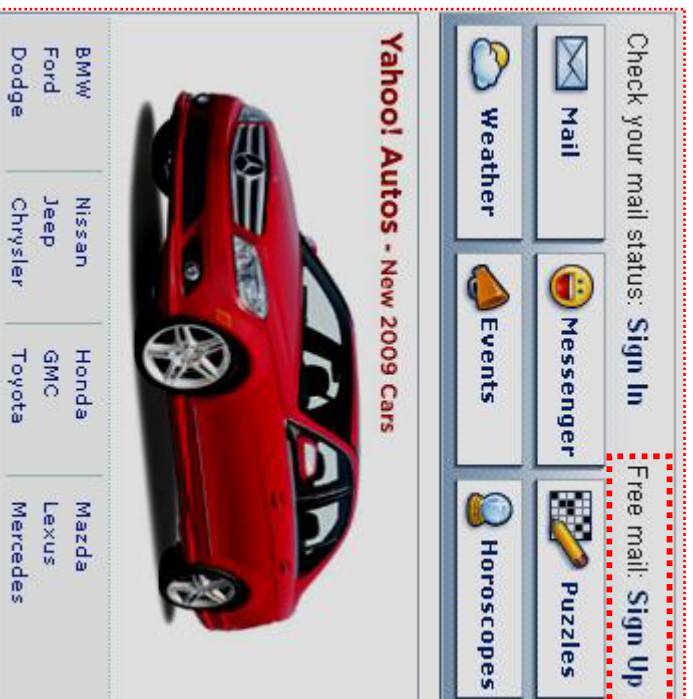 Check your mail status: Sign In Free mail: Sign Up
Mail Messenger Puzzles
Weather Events Horoscopes
Yahoo! Autos - New 2009 Cars
BMW Nissan Honda Mazda
Ford Jeep GMC Lexus
Dodge Chrysler Toyota Mercedes